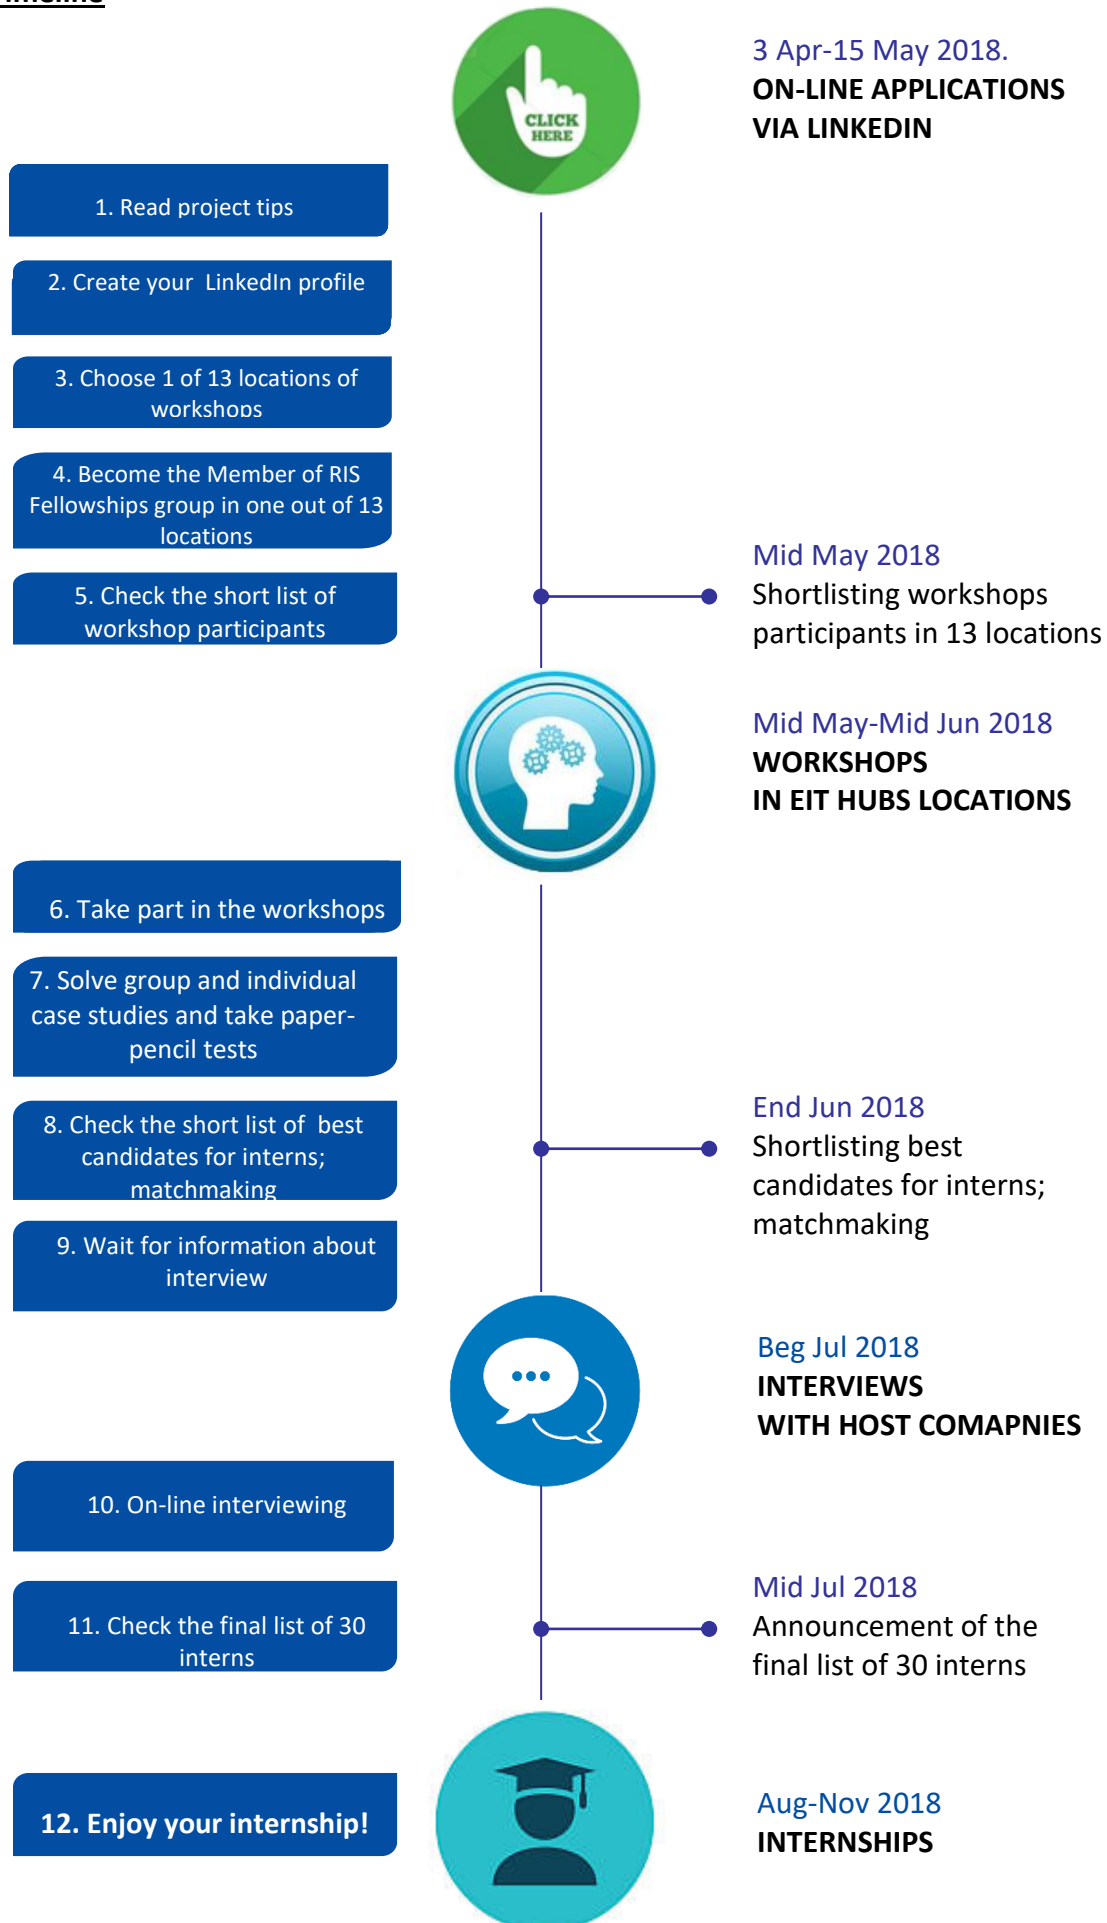 Timeline
3 Apr-15 May 2018.
ON-LINE APPLICATIONS
VIA LINKEDIN
CLICK
HERE
1. Read project tips
2. Create your LinkedIn profile
3. Choose 1 of 13 locations of
workshops
4. Become the Member of RIS
Fellowships group in one out of 13
locations
5. Check the short list of
workshop participants
Mid May 2018
Shortlisting workshops
participants in 13 locations
Mid May-Mid Jun 2018
WORKSHOPS
IN EIT HUBS LOCATIONS
6. Take part in the workshops
7. Solve group and individual
case studies and take paper-
pencil tests
8. Check the short list of best
candidates for interns;
matchmaking
9. Wait for information about
interview
End Jun 2018
Shortlisting best
candidates for interns;
matchmaking
Beg Jul 2018
INTERVIEWS
WITH HOST COMAPNIES
10. On-line interviewing
11. Check the final list of 30
interns
Mid Jul 2018
Announcement of the
final list of 30 interns
12. Enjoy your internship!
Aug-Nov 2018
INTERNSHIPS